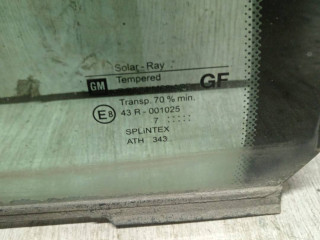 Solar-Ray
GM Tempered GF
Transp. 70 % min.
E8 43 R-001025
7 ::::
SPLINTEX
ATH 343